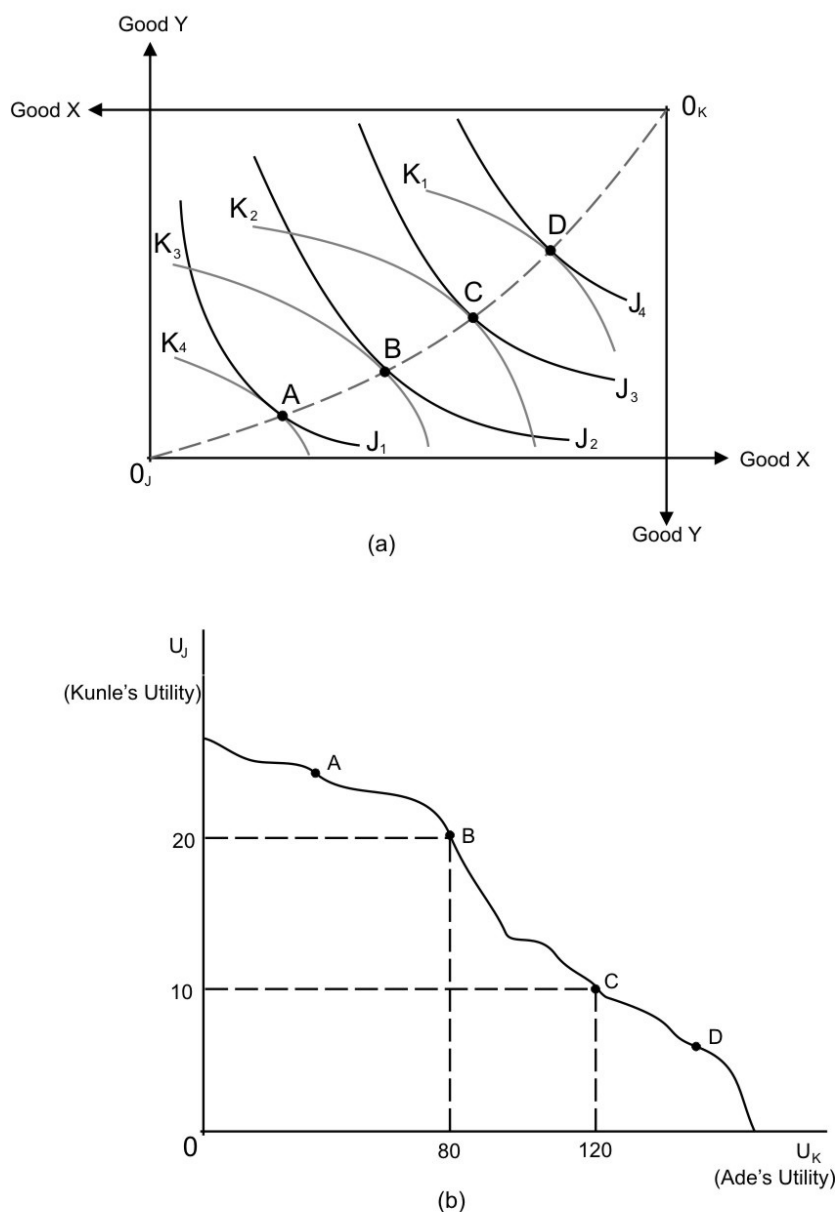 Good Y
Good X
0K
K1
K2
D
K3
C
J4
K4
B
J3
A
J1
J2
0J
Good X
Good Y
(a)
UJ
(Kunle's Utility)
A
20
B
10
C
D
0
80
120
UK
(Ade's Utility)
(b)